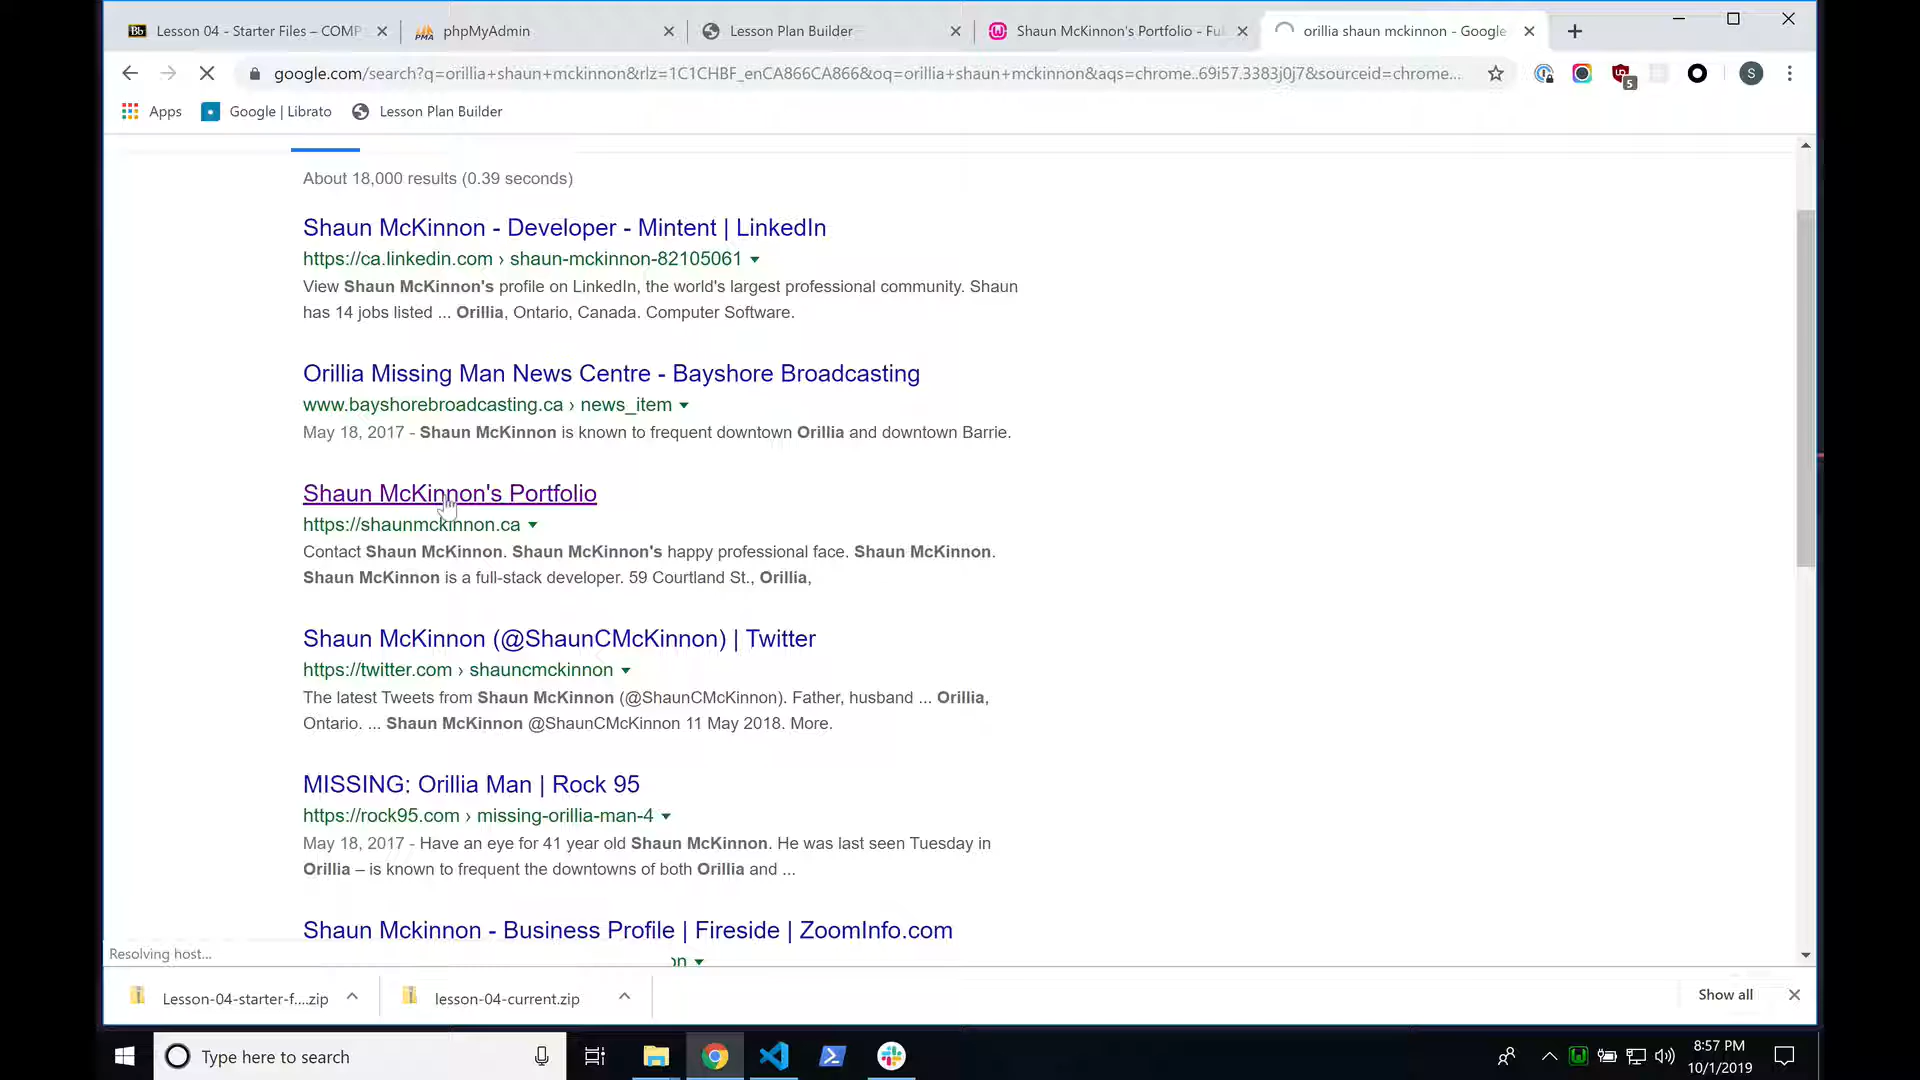 Lesson 04 - Starter Files – COMP
phpMyAdmin
Lesson Plan Builder
Shaun McKinnon's Portfolio - Ful
orillia shaun mckinnon - Google
google.com/search?q=orillia+shaun+mckinnon&rlz=1C1CHBF_enCA866CA866&oq=orillia+shaun+mckinnon&aqs=chrome..69i57.3383j0j7&sourceid=chrome...
5
S
Apps
Google | Librato
Lesson Plan Builder
About 18,000 results (0.39 seconds)
Shaun McKinnon - Developer - Mintent | LinkedIn
https://ca.linkedin.com › shaun-mckinnon-82105061
View Shaun McKinnon's profile on LinkedIn, the world's largest professional community. Shaun
has 14 jobs listed ... Orillia, Ontario, Canada. Computer Software.
Orillia Missing Man News Centre - Bayshore Broadcasting
www.bayshorebroadcasting.ca › news_item
May 18, 2017 - Shaun McKinnon is known to frequent downtown Orillia and downtown Barrie.
Shaun McKinnon's Portfolio
https://shaunmckinnon.ca
Contact Shaun McKinnon. Shaun McKinnon's happy professional face. Shaun McKinnon.
Shaun McKinnon is a full-stack developer. 59 Courtland St., Orillia,
Shaun McKinnon (@ShaunCMcKinnon) | Twitter
https://twitter.com › shauncmckinnon
The latest Tweets from Shaun McKinnon (@ShaunCMcKinnon). Father, husband ... Orillia,
Ontario. ... Shaun McKinnon @ShaunCMcKinnon 11 May 2018. More.
MISSING: Orillia Man | Rock 95
https://rock95.com › missing-orillia-man-4
May 18, 2017 - Have an eye for 41 year old Shaun McKinnon. He was last seen Tuesday in
Orillia – is known to frequent the downtowns of both Orillia and ...
Shaun Mckinnon - Business Profile | Fireside | ZoomInfo.com
on
Resolving host...
Lesson-04-starter-f....zip
lesson-04-current.zip
Show all
Type here to search
8:57 PM
10/1/2019